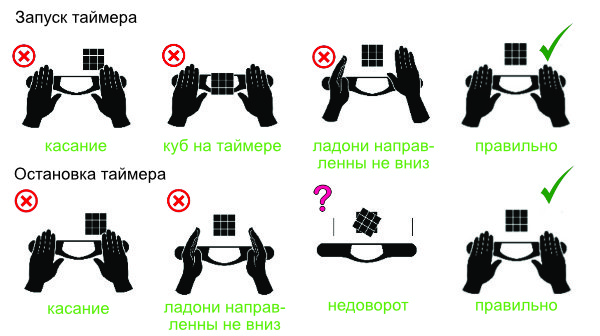 Запуск таймера
касание
куб на таймере
ладони направ-
ленны не вниз
правильно
Остановка таймера
?
касание
ладони направ-
ленны не вниз
недоворот
правильно